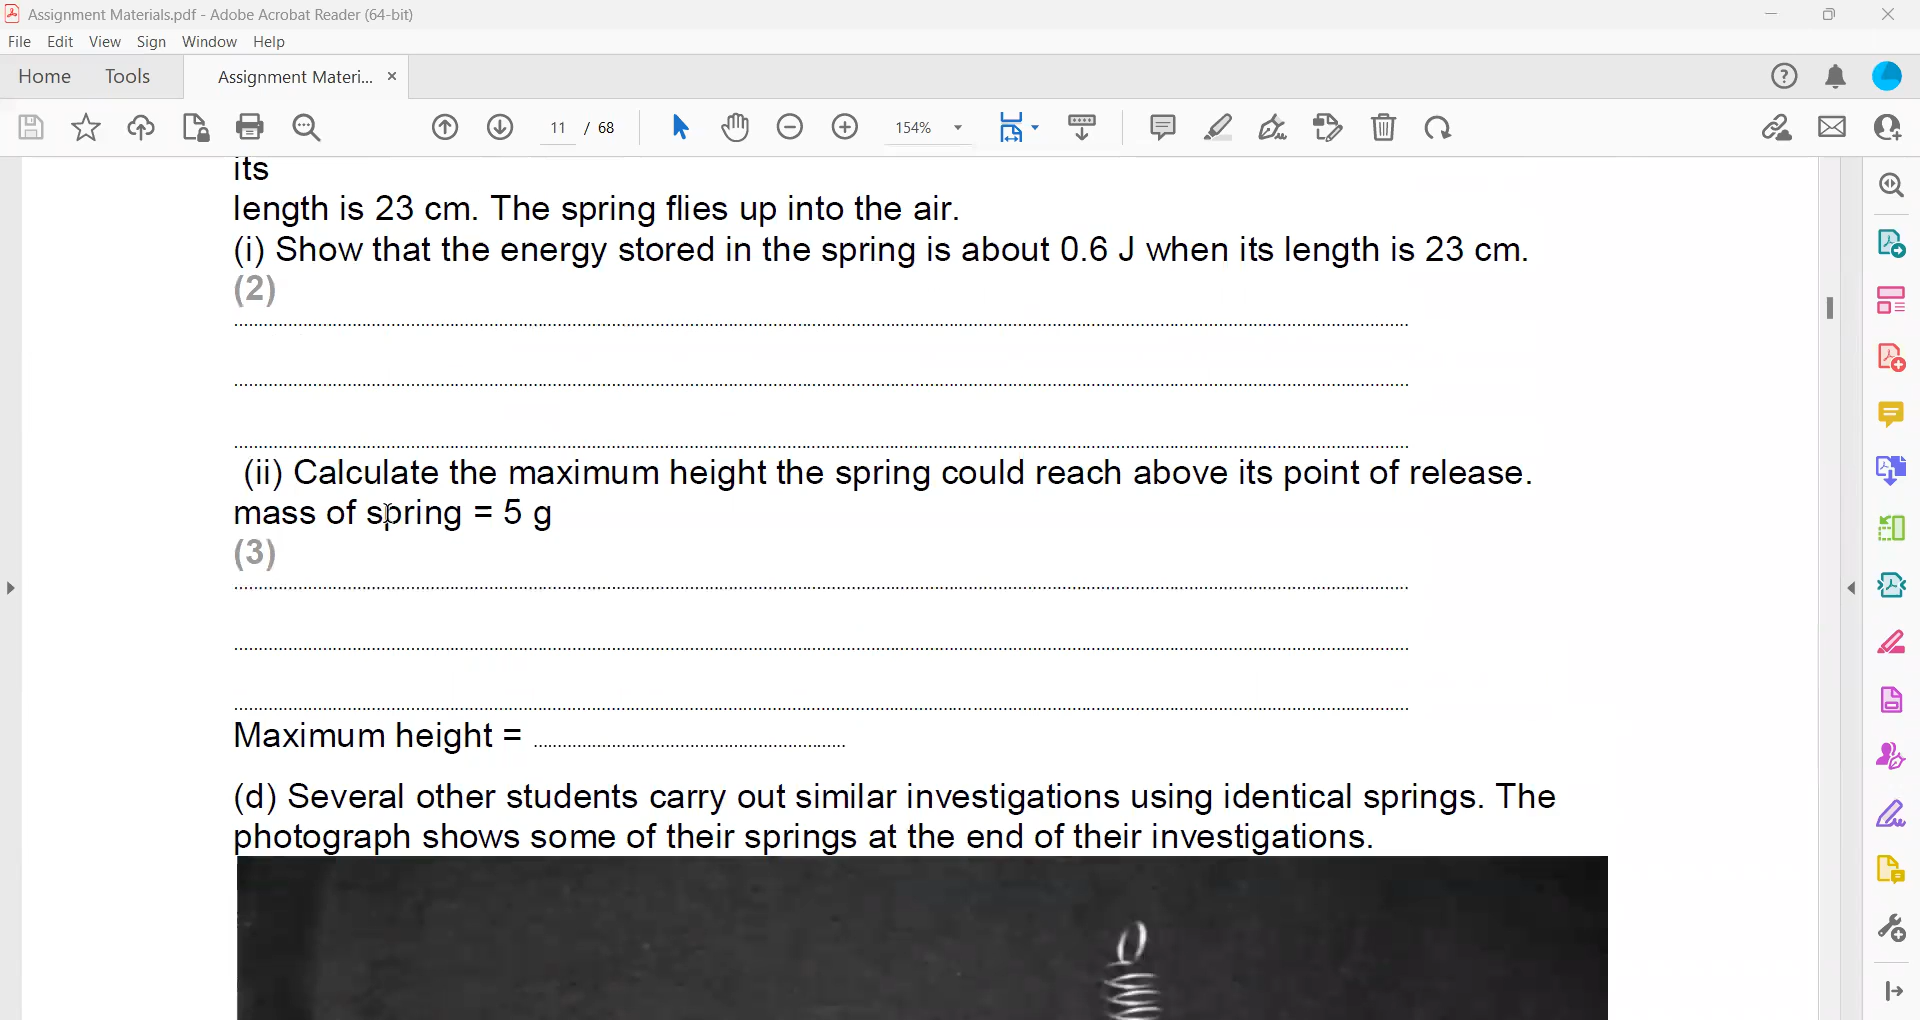 Assignment Materials.pdf - Adobe Acrobat Reader (64-bit)
File Edit View Sign Window Help
Home Tools Assignment Materi... ×
11 / 68 154%
its
length is 23 cm. The spring flies up into the air.
(i) Show that the energy stored in the spring is about 0.6 J when its length is 23 cm.
(2)
(ii) Calculate the maximum height the spring could reach above its point of release.
mass of spring = 5 g
(3)
Maximum height =
(d) Several other students carry out similar investigations using identical springs. The
photograph shows some of their springs at the end of their investigations.